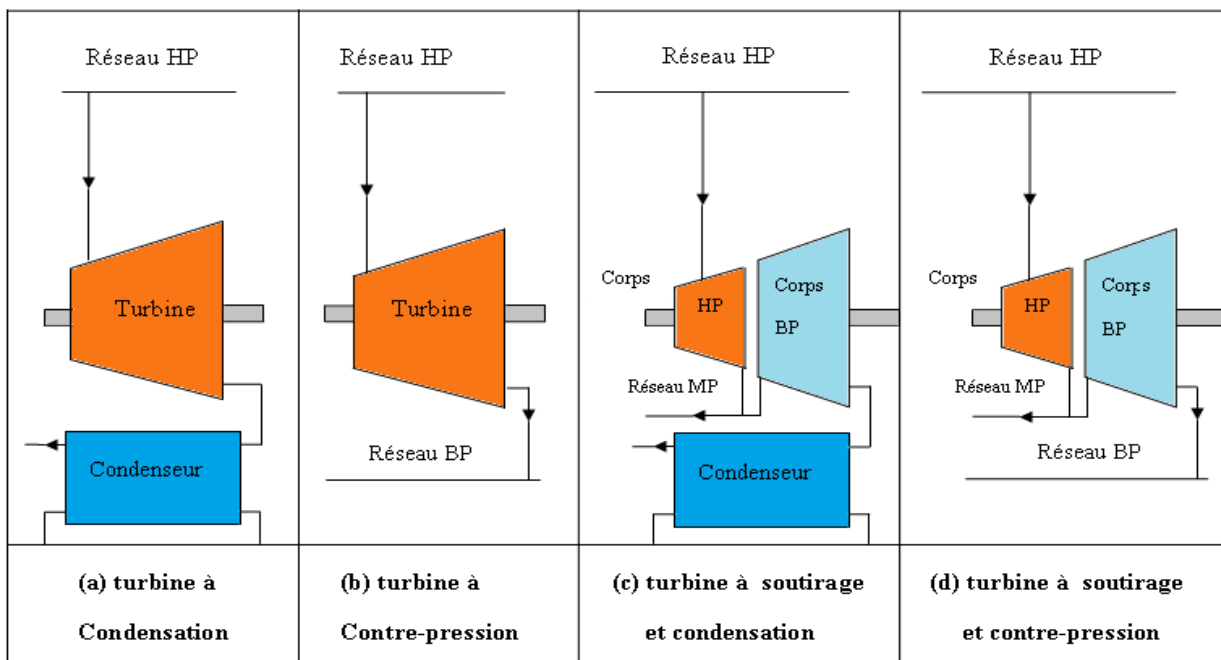 Réseau HP
Turbine
Condenseur
(a) turbine à
Condensation
Réseau HP
Turbine
Réseau BP
(b) turbine à
Contre-pression
Réseau HP
Corps
HP
Corps
BP
Réseau MP
Condenseur
(c) turbine à soutirage
et condensation
Réseau HP
Corps
HP
Corps
BP
Réseau MP
Réseau BP
(d) turbine à soutirage
et contre-pression